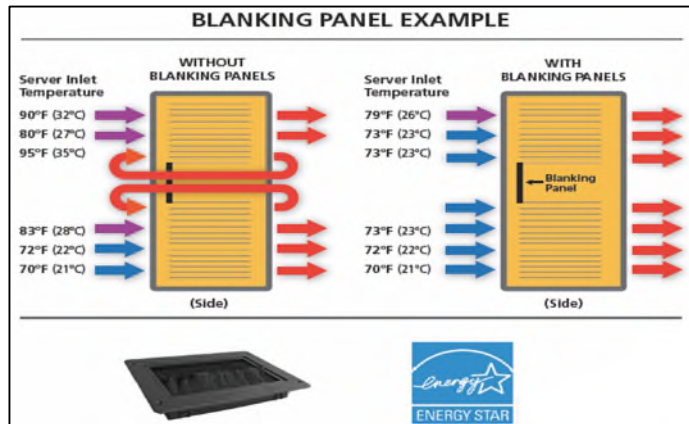 BLANKING PANEL EXAMPLE
WITHOUT
BLANKING PANELS
Server Inlet
Temperature
90°F (32°C)
80°F (27°C)
95°F (35°C)
83°F (28°C)
72°F (22°C)
70°F (21°C)
(Side)
WITH
BLANKING PANELS
Server Inlet
Temperature
79°F (26°C)
73°F (23°C)
73°F (23°C)
Blanking
Panel
73°F (23°C)
72°F (22°C)
70°F (21°C)
(Side)
energy
ENERGY STAR